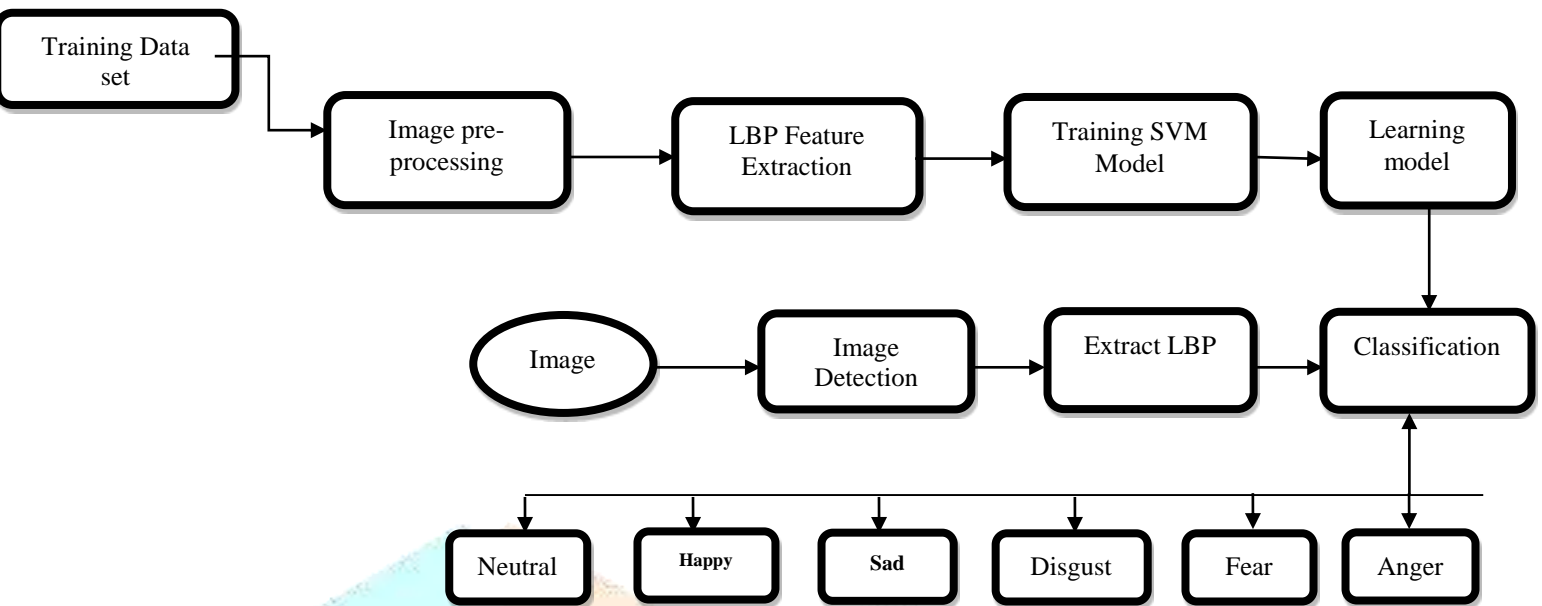 Training Data
set
Image pre-
processing
LBP Feature
Extraction
Training SVM
Model
Learning
model
Image
Image
Detection
Extract LBP
Classification
Neutral
Happy
Sad
Disgust
Fear
Anger